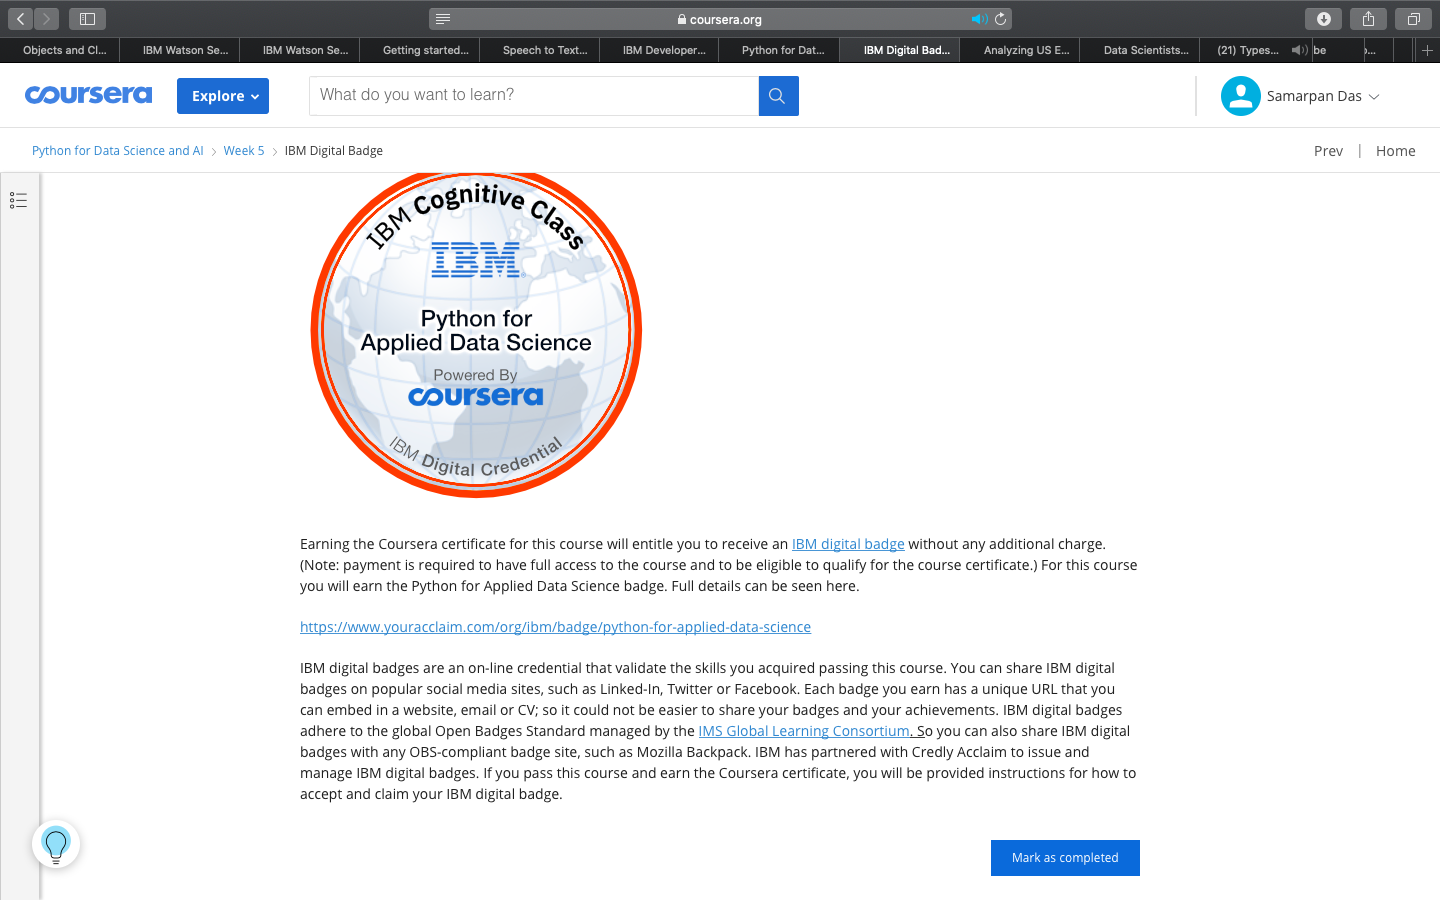 coursera.org
Objects and Cl...
IBM Watson Se...
IBM Watson Se...
Getting started...
Speech to Text...
IBM Developer...
Python for Dat...
IBM Digital Bad...
Analyzing US E...
Data Scientists...
(21) Types...
be
coursera
Explore
What do you want to learn?
Samarpan Das
Python for Data Science and AI > Week 5 > IBM Digital Badge
Prev | Home
IBM Cognitive Class
IBM
Python for
Applied Data Science
Powered By
coursera
IBM Digital Credential
Earning the Coursera certificate for this course will entitle you to receive an IBM digital badge without any additional charge.
(Note: payment is required to have full access to the course and to be eligible to qualify for the course certificate.) For this course
you will earn the Python for Applied Data Science badge. Full details can be seen here.
https://www.youracclaim.com/org/ibm/badge/python-for-applied-data-science
IBM digital badges are an on-line credential that validate the skills you acquired passing this course. You can share IBM digital
badges on popular social media sites, such as Linked-In, Twitter or Facebook. Each badge you earn has a unique URL that you
can embed in a website, email or CV; so it could not be easier to share your badges and your achievements. IBM digital badges
adhere to the global Open Badges Standard managed by the IMS Global Learning Consortium. So you can also share IBM digital
badges with any OBS-compliant badge site, such as Mozilla Backpack. IBM has partnered with Credly Acclaim to issue and
manage IBM digital badges. If you pass this course and earn the Coursera certificate, you will be provided instructions for how to
accept and claim your IBM digital badge.
Mark as completed